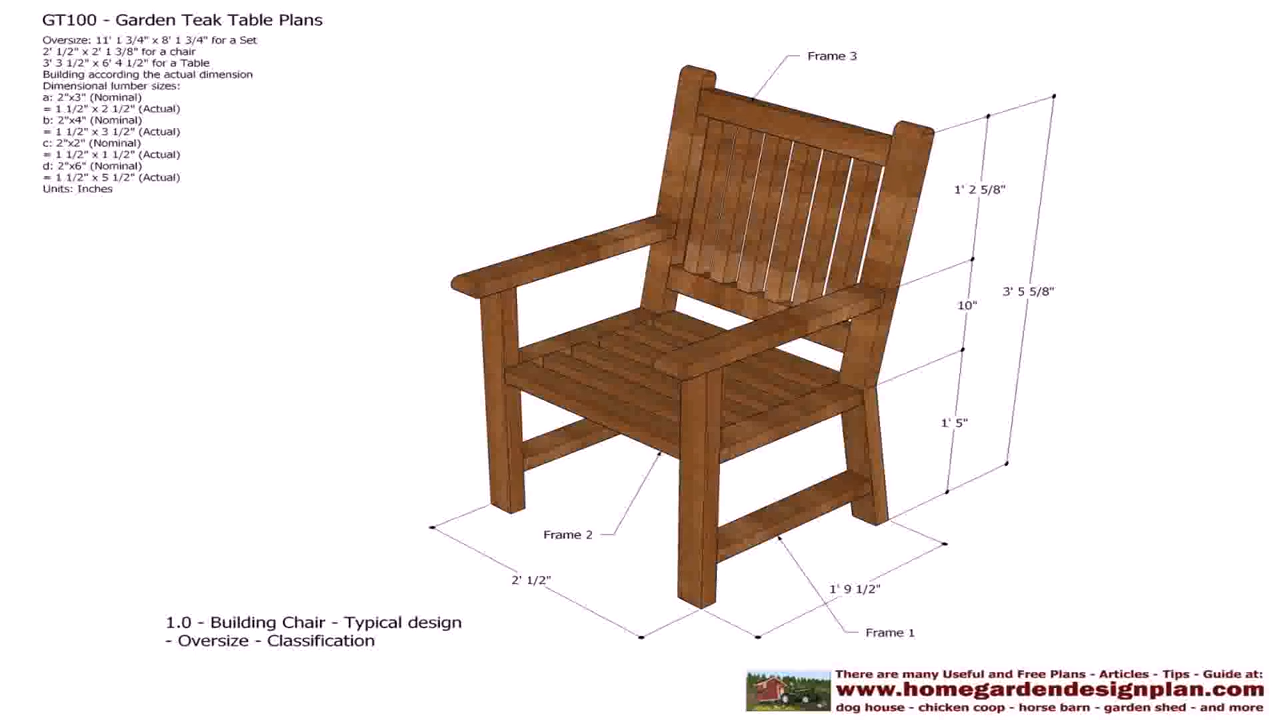 GT100 - Garden Teak Table Plans
Oversize: 11' 1 3/4" x 8' 1 3/4" for a Set
2' 1/2" x 2' 1 3/8" for a chair
3' 3 1/2" x 6' 4 1/2" for a Table
Building according the actual dimension
Dimensional lumber sizes:
a: 2"x3" (Nominal)
= 1 1/2" x 2 1/2" (Actual)
b: 2"x4" (Nominal)
= 1 1/2" x 3 1/2" (Actual)
c: 2"x2" (Nominal)
= 1 1/2" x 1 1/2" (Actual)
d: 2"x6" (Nominal)
= 1 1/2" x 5 1/2" (Actual)
Units: Inches
Frame 3
1' 2 5/8"
3' 5 5/8"
10"
1' 5"
Frame 2
2' 1/2"
1' 9 1/2"
Frame 1
1.0 - Building Chair - Typical design
- Oversize - Classification
There are many Useful and Free Plans - Articles - Tips - Guide at:
www.homegardendesignplan.com
dog house - chicken coop - horse barn - garden shed - and more